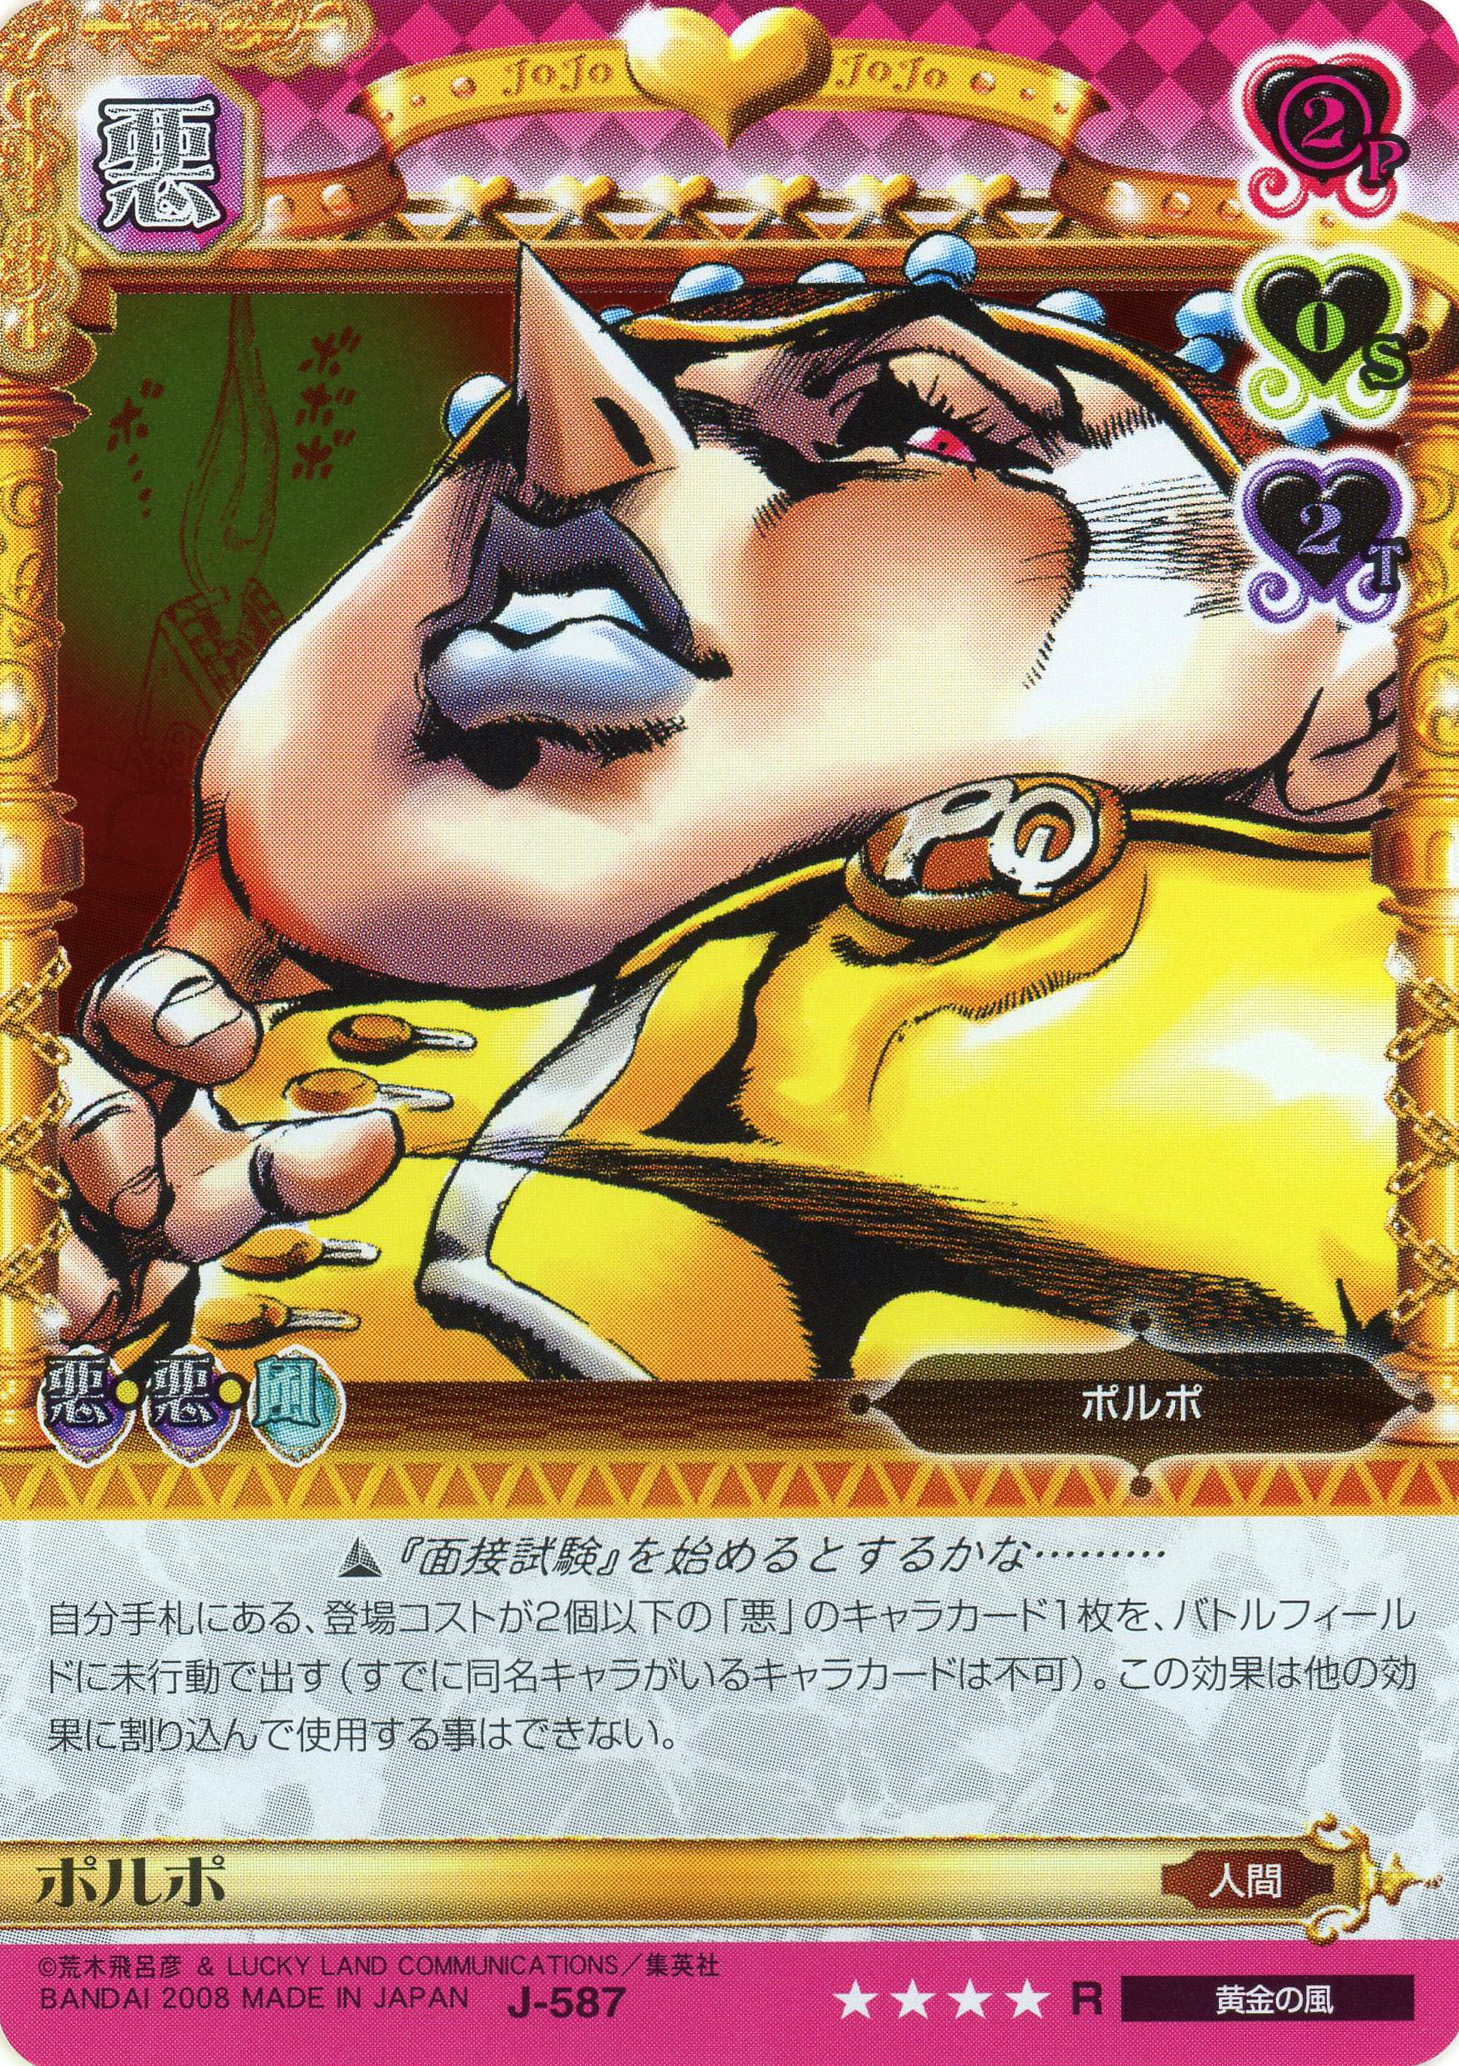 JoJo JoJo
悪
2P
0S
2T
ボ…
ボボボ
悪・悪・風
ポルポ
▲『面接試験』を始めるとするかな………
自分手札にある、登場コストが2個以下の「悪」のキャラカード1枚を、バトルフィール
ドに未行動で出す(すでに同名キャラがいるキャラカードは不可)。この効果は他の効
果に割り込んで使用する事はできない。
ポルポ
人間
©荒木飛呂彦 & LUCKY LAND COMMUNICATIONS/集英社
BANDAI 2008 MADE IN JAPAN J-587 ★★★★ R 黄金の風